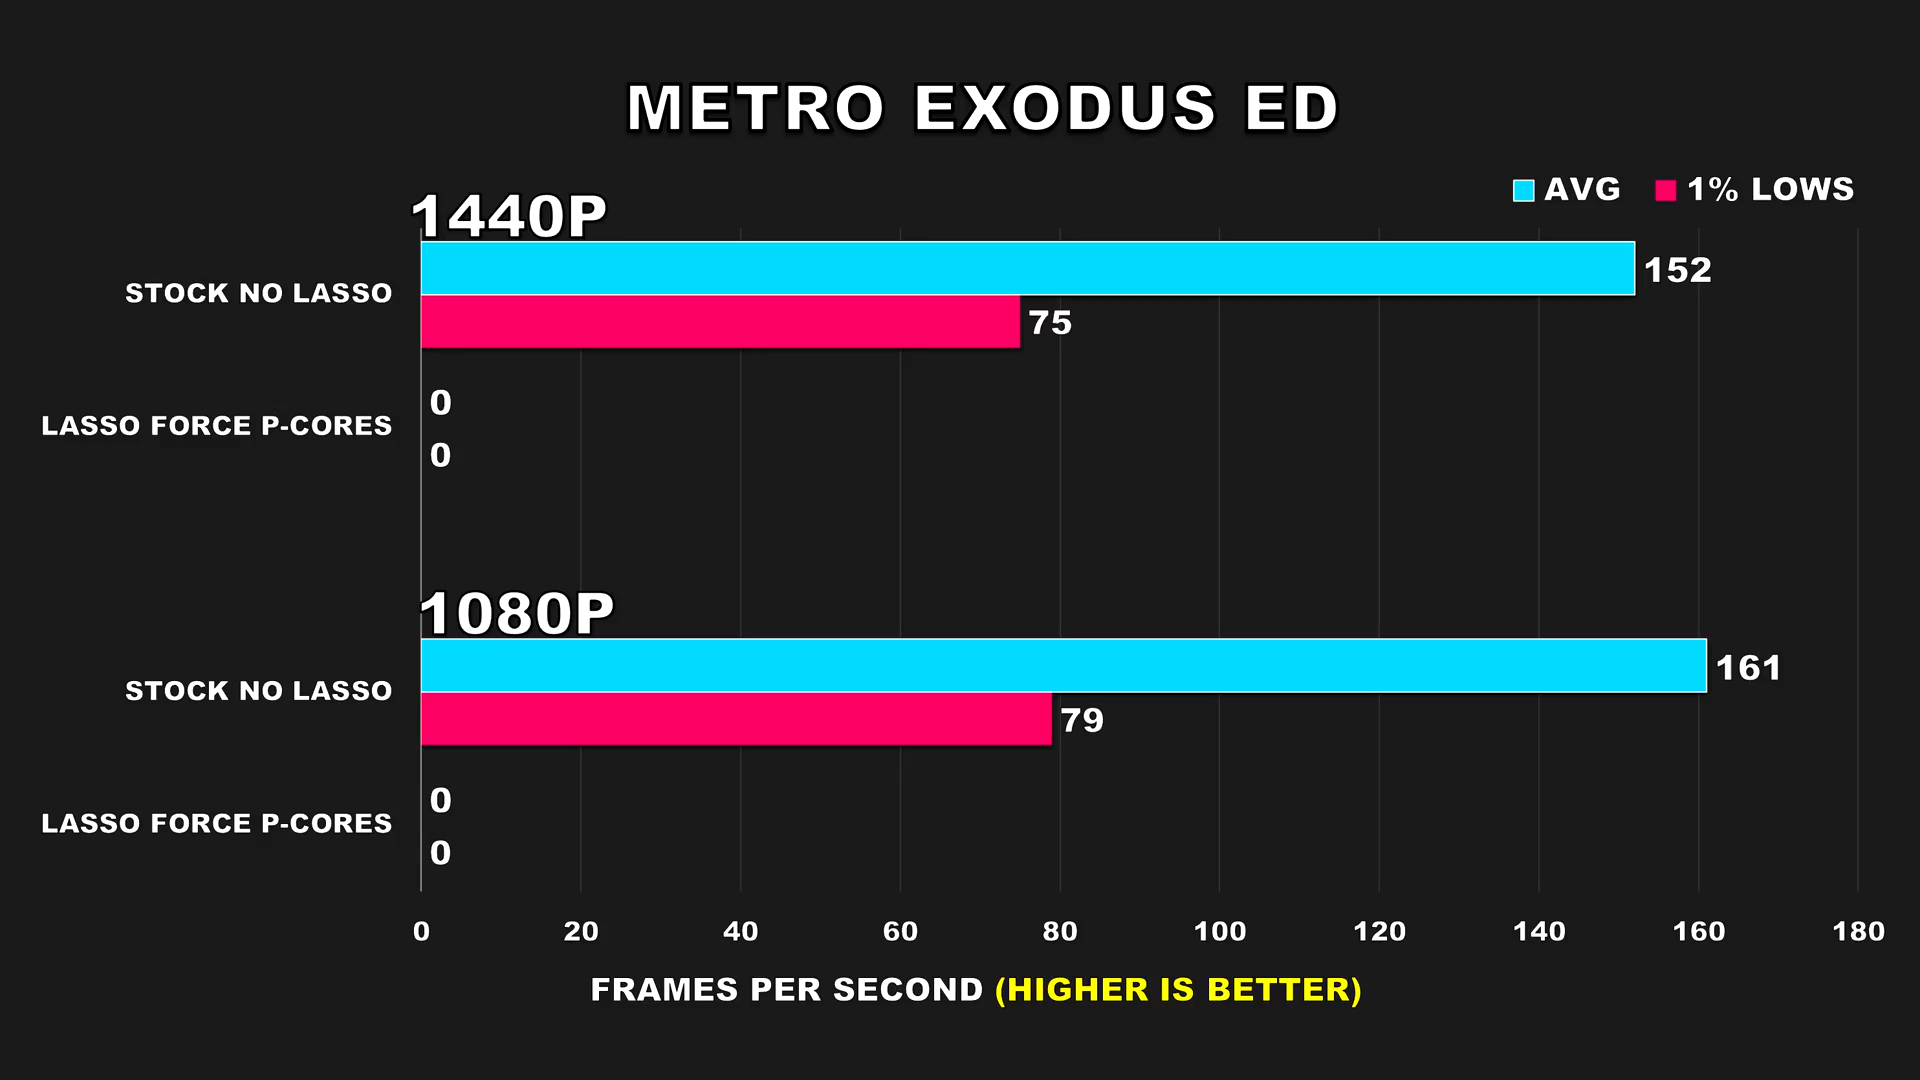 METRO EXODUS ED
AVG 1% LOWS
1440P
STOCK NO LASSO
152
75
LASSO FORCE P-CORES
0
0
1080P
STOCK NO LASSO
161
79
LASSO FORCE P-CORES
0
0
0 20 40 60 80 100 120 140 160 180
FRAMES PER SECOND (HIGHER IS BETTER)